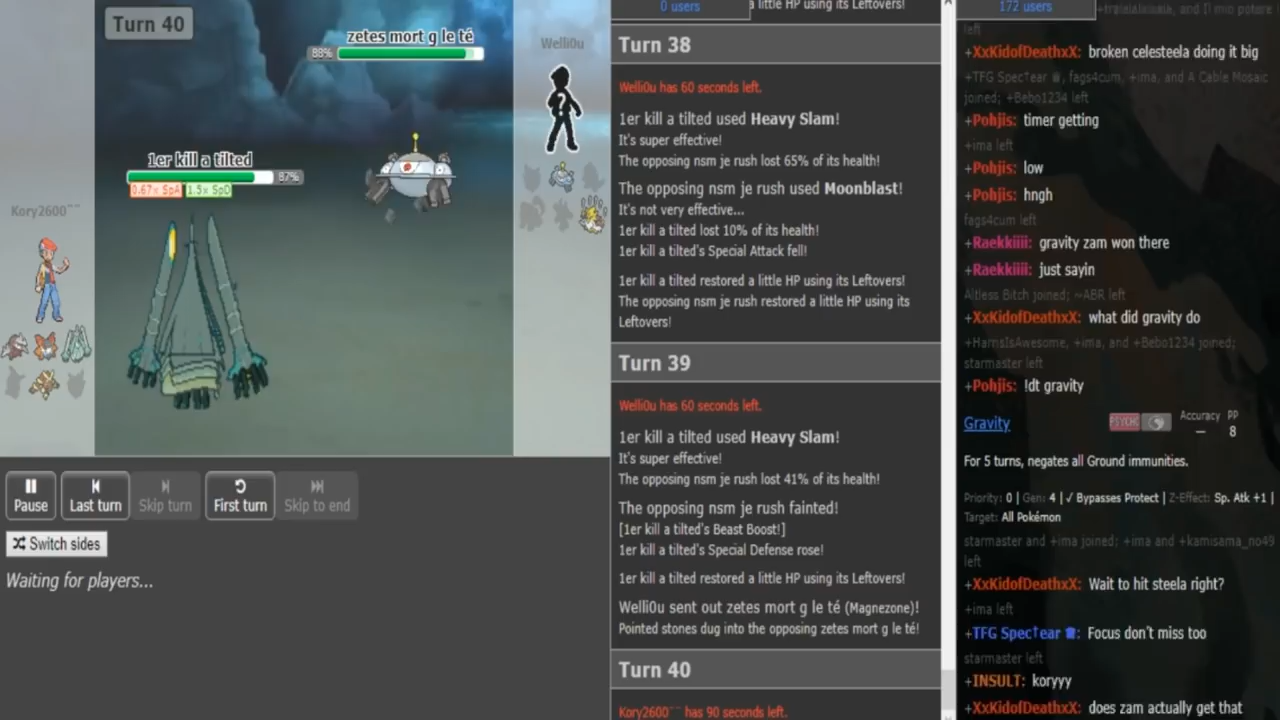 Turn 40
zetes mort g le té
88%
1er kill a tilted
87%
0.67x SpA 1.5x SpD
Kory2600~~
Welli0u
Pause
Last turn
Skip turn
First turn
Skip to end
Switch sides
Waiting for players...
0 users
a little HP using its Leftovers!
Turn 38
Welli0u has 60 seconds left.
1er kill a tilted used Heavy Slam!
It's super effective!
The opposing nsm je rush lost 65% of its health!
The opposing nsm je rush used Moonblast!
It's not very effective...
1er kill a tilted lost 10% of its health!
1er kill a tilted's Special Attack fell!
1er kill a tilted restored a little HP using its Leftovers!
The opposing nsm je rush restored a little HP using its
Leftovers!
Turn 39
Welli0u has 60 seconds left.
1er kill a tilted used Heavy Slam!
It's super effective!
The opposing nsm je rush lost 41% of its health!
The opposing nsm je rush fainted!
[1er kill a tilted's Beast Boost!]
1er kill a tilted's Special Defense rose!
1er kill a tilted restored a little HP using its Leftovers!
Welli0u sent out zetes mort g le té (Magnezone)!
Pointed stones dug into the opposing zetes mort g le té!
Turn 40
Kory2600~~ has 90 seconds left.
172 users
left
+XxKidofDeathxX: broken celesteela doing it big
+TFG Spec†ear ♛, fags4cum, +ima, and A Cable Mosaic
joined; +Bebo1234 left
+Pohjis: timer getting
+ima left
+Pohjis: low
+Pohjis: hngh
fags4cum left
+Raekkiiii: gravity zam won there
+Raekkiiii: just sayin
Altless Bitch joined; ~ABR left
+XxKidofDeathxX: what did gravity do
+HamsIsAwesome, +ima, and +Bebo1234 joined;
starmaster left
+Pohjis: !dt gravity
Gravity
PSYCHC
Accuracy
—
PP
8
For 5 turns, negates all Ground immunities.
Priority: 0 | Gen: 4 | ✓ Bypasses Protect | Z-Effect: Sp. Atk +1 |
Target: All Pokémon
starmaster and +ima joined; +ima and +kamisama_no49
left
+XxKidofDeathxX: Wait to hit steela right?
+ima left
+TFG Spec†ear ♛: Focus don't miss too
starmaster left
+INSULT: koryyy
+XxKidofDeathxX: does zam actually get that